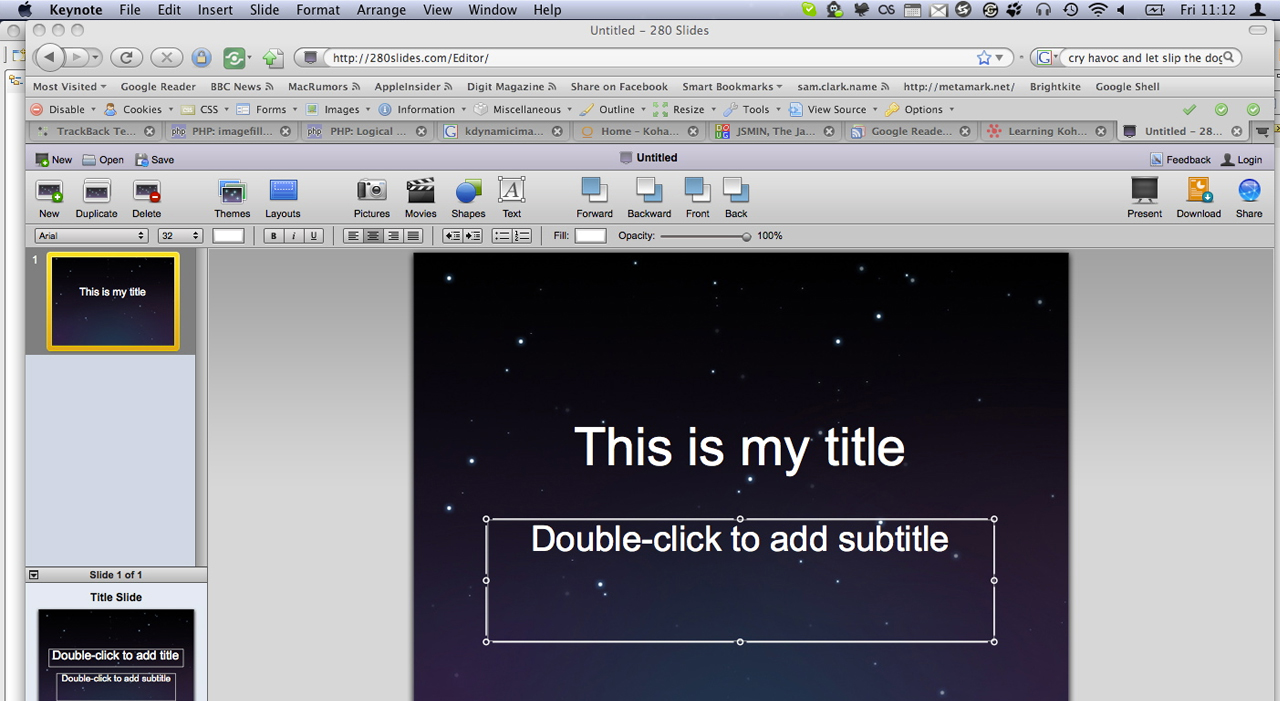 Keynote File Edit Insert Slide Format Arrange View Window Help Fri 11:12
Untitled – 280 Slides
http://280slides.com/Editor/ cry havoc and let slip the dog
Most Visited Google Reader BBC News MacRumors AppleInsider Digit Magazine Share on Facebook Smart Bookmarks sam.clark.name http://metamark.net/ Brightkite Google Shell
Disable Cookies CSS Forms Images Information Miscellaneous Outline Resize Tools View Source Options
TrackBack Te... PHP: imagefill... PHP: Logical ... kdynamicima... Home – Koha... JSMIN, The Ja... Google Reade... Learning Koh... Untitled – 28...
New Open Save Untitled Feedback Login
New Duplicate Delete Themes Layouts Pictures Movies Shapes Text Forward Backward Front Back Present Download Share
Arial 32 B i U Fill: Opacity: 100%
1
This is my title
This is my title
Double-click to add subtitle
Slide 1 of 1
Title Slide
Double-click to add title
Double-click to add subtitle